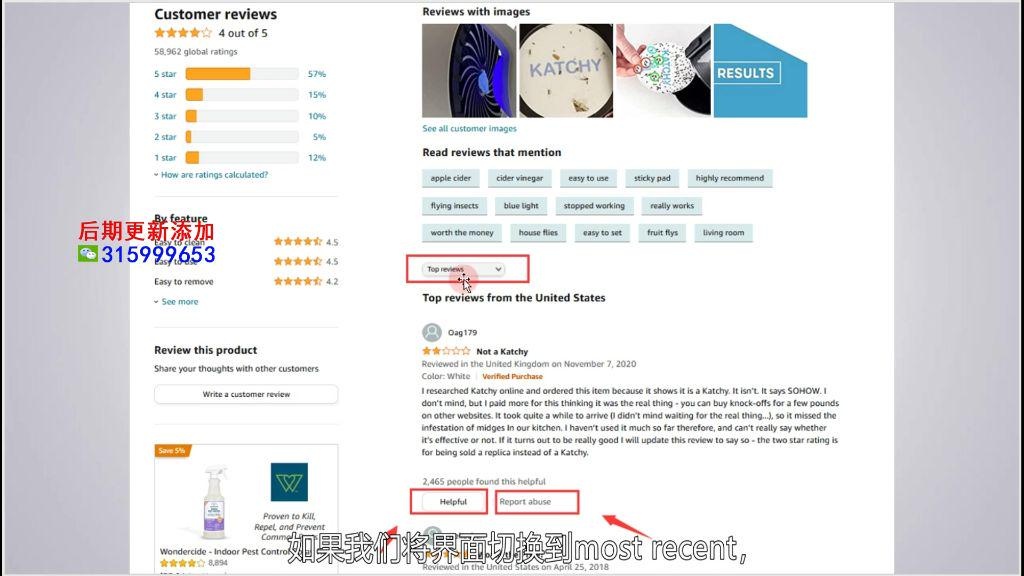 Customer reviews
4 out of 5
58,962 global ratings
5 star 57%
4 star 15%
3 star 10%
2 star 5%
1 star 12%
How are ratings calculated?
By feature
Easy to clean 4.5
Easy to use 4.5
Easy to remove 4.2
See more
后期更新添加
315999653
Review this product
Share your thoughts with other customers
Write a customer review
Save 5%
Proven to Kill,
Repel, and Prevent
Wondercide - Indoor Pest Control
8,894
Reviews with images
KATCHY
KATCHY
RESULTS
See all customer images
Read reviews that mention
apple cider cider vinegar easy to use sticky pad highly recommend
flying insects blue light stopped working really works
worth the money house flies easy to set fruit flys living room
Top reviews
Top reviews from the United States
Oag179
Not a Katchy
Reviewed in the United Kingdom on November 7, 2020
Color: White Verified Purchase
I researched Katchy online and ordered this item because it shows it is a Katchy. It isn't. It says SOHOW. I
don't mind, but I paid more for this thinking it was the real thing - you can buy knock-offs for a few pounds
on other websites. It took quite a while to arrive (I didn't mind waiting for the real thing...), so it missed the
infestation of midges In our kitchen. I haven't used it much so far therefore, and can't really say whether
it's effective or not. If it turns out to be really good I will update this review to say so - the two star rating is
for being sold a replica instead of a Katchy.
2,465 people found this helpful
Helpful Report abuse
如果我们将界面切换到most recent,
Reviewed in the United States on April 25, 2018